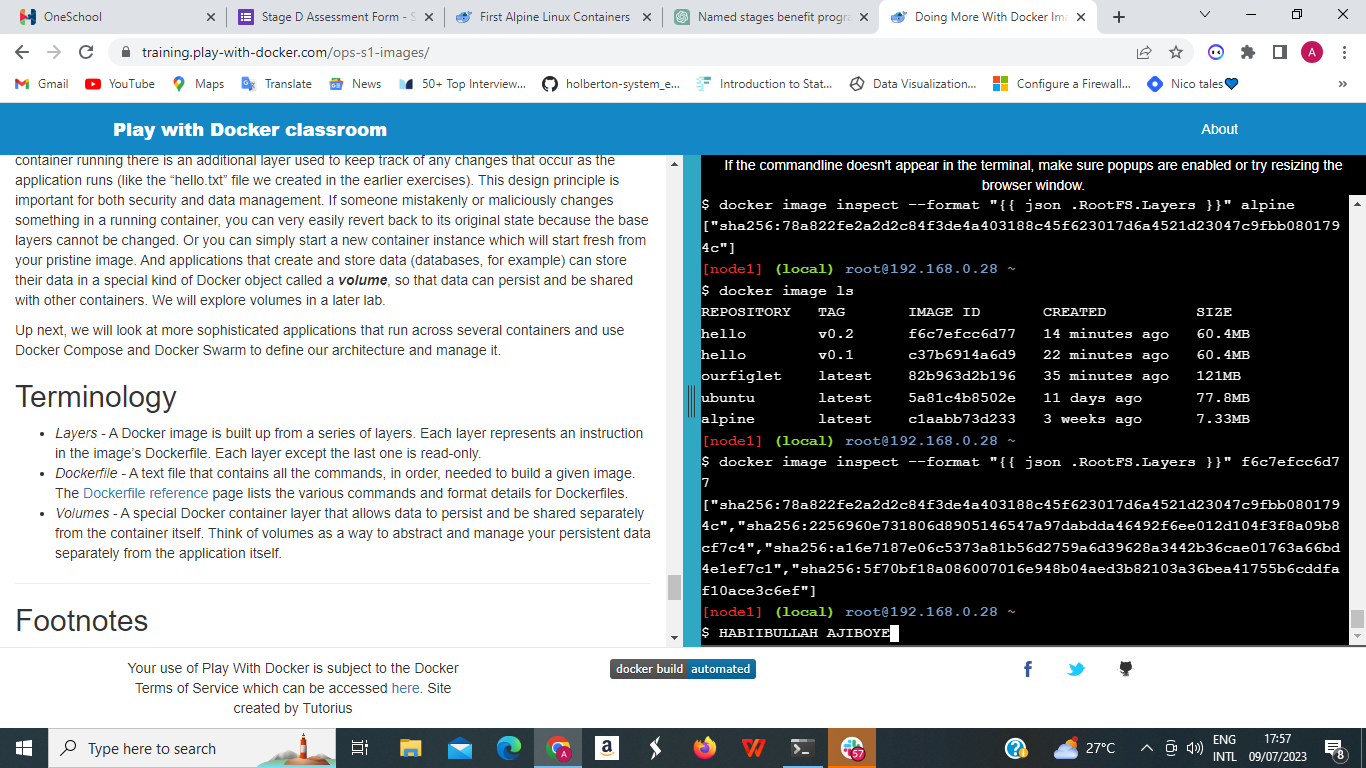 OneSchool
Stage D Assessment Form - S
First Alpine Linux Containers
Named stages benefit progra
Doing More With Docker Ima
training.play-with-docker.com/ops-s1-images/
A
Gmail
YouTube
Maps
Translate
News
50+ Top Interview...
holberton-system_e...
Introduction to Stat...
Data Visualization...
Configure a Firewall...
Nico tales💙
»
Play with Docker classroom
About
container running there is an additional layer used to keep track of any changes that occur as the
application runs (like the “hello.txt” file we created in the earlier exercises). This design principle is
important for both security and data management. If someone mistakenly or maliciously changes
something in a running container, you can very easily revert back to its original state because the base
layers cannot be changed. Or you can simply start a new container instance which will start fresh from
your pristine image. And applications that create and store data (databases, for example) can store
their data in a special kind of Docker object called a volume, so that data can persist and be shared
with other containers. We will explore volumes in a later lab.
Up next, we will look at more sophisticated applications that run across several containers and use
Docker Compose and Docker Swarm to define our architecture and manage it.
Terminology
• Layers - A Docker image is built up from a series of layers. Each layer represents an instruction
in the image’s Dockerfile. Each layer except the last one is read-only.
• Dockerfile - A text file that contains all the commands, in order, needed to build a given image.
The Dockerfile reference page lists the various commands and format details for Dockerfiles.
• Volumes - A special Docker container layer that allows data to persist and be shared separately
from the container itself. Think of volumes as a way to abstract and manage your persistent data
separately from the application itself.
Footnotes
If the commandline doesn't appear in the terminal, make sure popups are enabled or try resizing the
browser window.
$ docker image inspect --format "{{ json .RootFS.Layers }}" alpine
["sha256:78a822fe2a2d2c84f3de4a403188c45f623017d6a4521d23047c9fbb080179
4c"]
[node1] (local) root@192.168.0.28 ~
$ docker image ls
REPOSITORY TAG IMAGE ID CREATED SIZE
hello v0.2 f6c7efcc6d77 14 minutes ago 60.4MB
hello v0.1 c37b6914a6d9 22 minutes ago 60.4MB
ourfiglet latest 82b963d2b196 35 minutes ago 121MB
ubuntu latest 5a81c4b8502e 11 days ago 77.8MB
alpine latest c1aabb73d233 3 weeks ago 7.33MB
[node1] (local) root@192.168.0.28 ~
$ docker image inspect --format "{{ json .RootFS.Layers }}" f6c7efcc6d7
7
["sha256:78a822fe2a2d2c84f3de4a403188c45f623017d6a4521d23047c9fbb080179
4c","sha256:2256960e731806d8905146547a97dabdda46492f6ee012d104f3f8a09b8
cf7c4","sha256:a16e7187e06c5373a81b56d2759a6d39628a3442b36cae01763a66bd
4e1ef7c1","sha256:5f70bf18a086007016e948b04aed3b82103a36bea41755b6cddfa
f10ace3c6ef"]
[node1] (local) root@192.168.0.28 ~
$ HABIIBULLAH AJIBOYE
Your use of Play With Docker is subject to the Docker
Terms of Service which can be accessed here. Site
created by Tutorius
docker build automated
Type here to search
A
57
27°C
ENG
INTL
17:57
09/07/2023
8